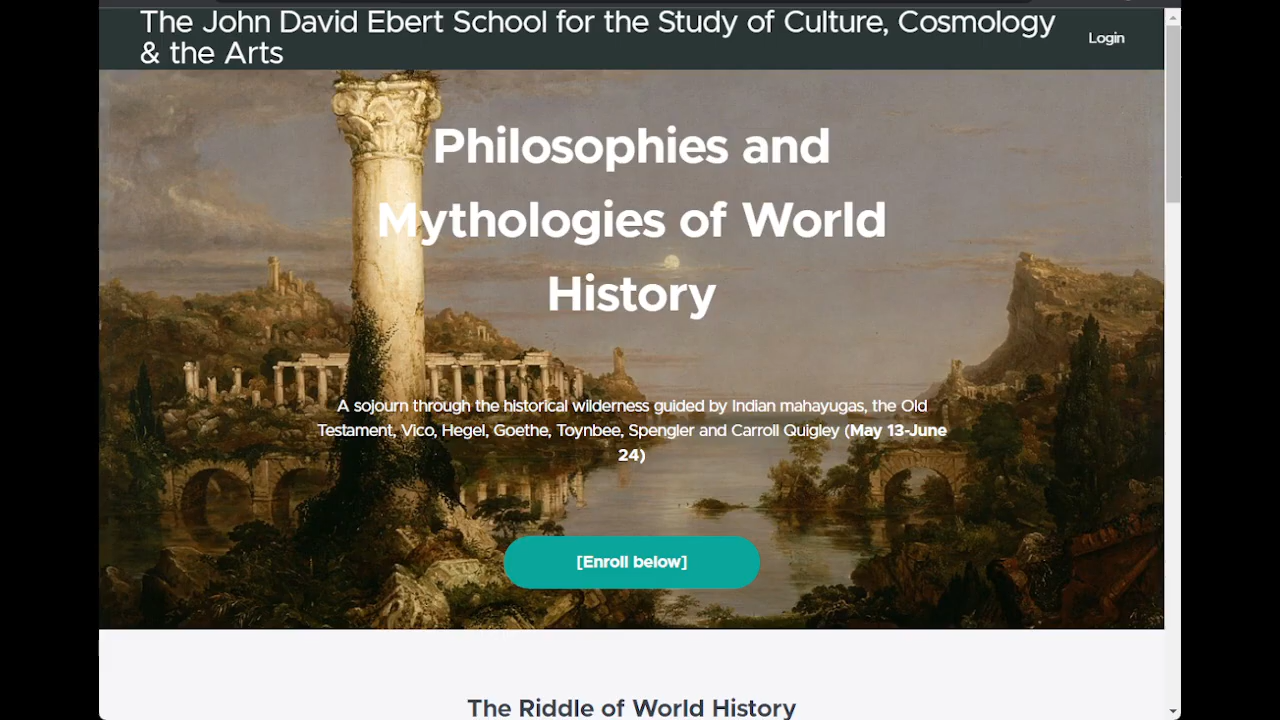 The John David Ebert School for the Study of Culture, Cosmology
& the Arts
Login
Philosophies and
Mythologies of World
History
A sojourn through the historical wilderness guided by Indian mahayugas, the Old
Testament, Vico, Hegel, Goethe, Toynbee, Spengler and Carroll Quigley (May 13-June
24)
[Enroll below]
The Riddle of World History